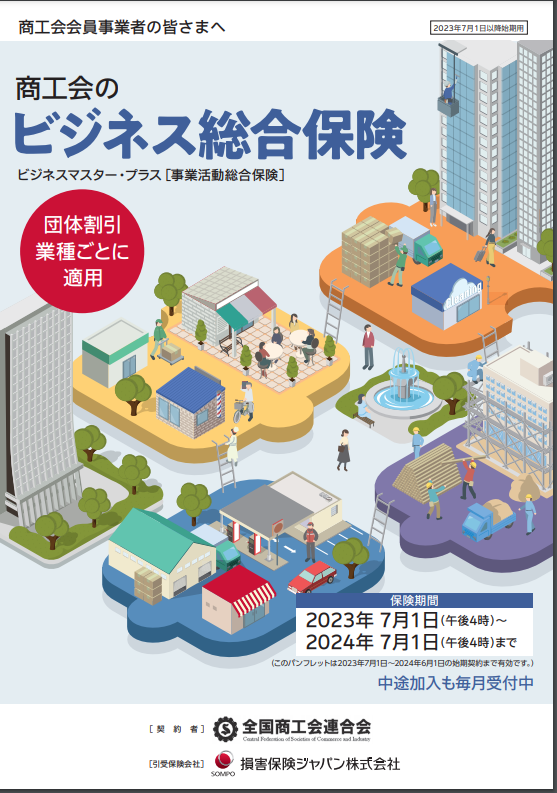 商工会会員事業者の皆さまへ
2023年7月1日以降始期用
商工会の
ビジネス総合保険
ビジネスマスター・プラス［事業活動総合保険］
団体割引
業種ごとに
適用
plumbing
保険期間
2023年 7月1日(午後4時)～
2024年 7月1日(午後4時)まで
(このパンフレットは2023年7月1日～2024年6月1日の始期契約まで有効です。)
中途加入も毎月受付中
［契約者］ 全国商工会連合会
Central Federation of Societies of Commerce and Industry
［引受保険会社］ SOMPO 損害保険ジャパン株式会社